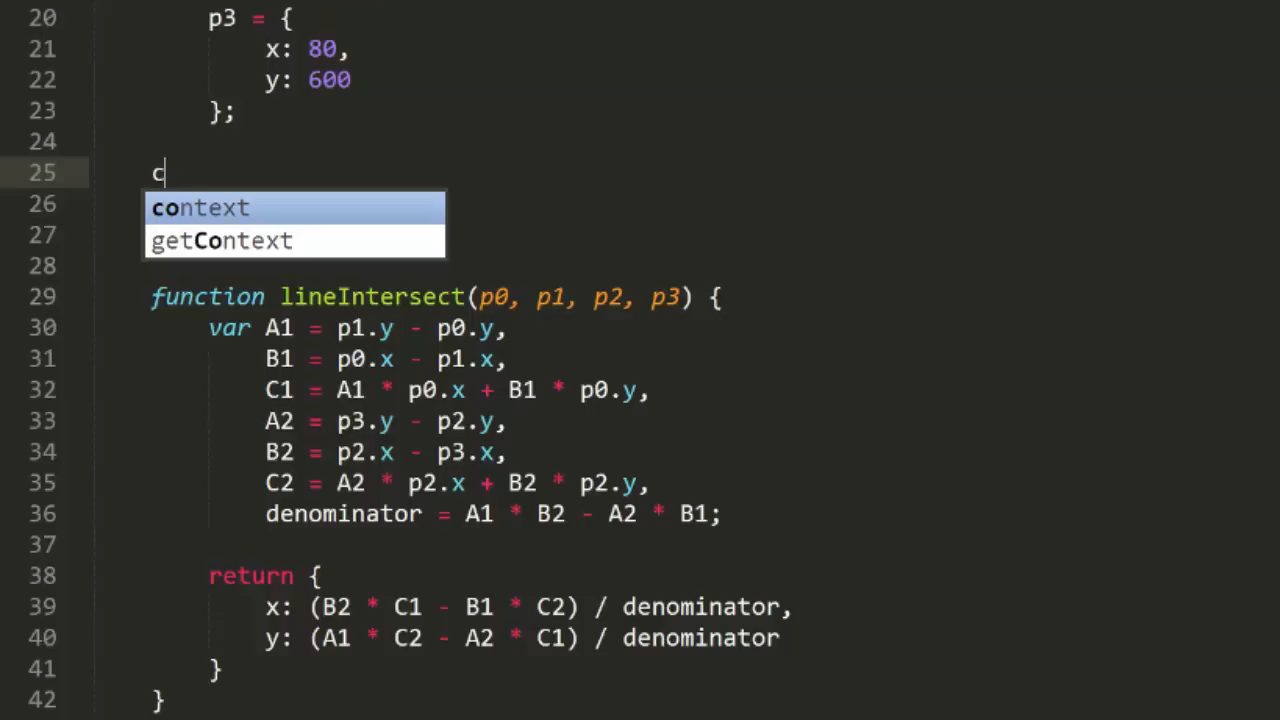 20 p3 = {
21 x: 80,
22 y: 600
23 };
24
25 c
26 context
27 getContext
28
29 function lineIntersect(p0, p1, p2, p3) {
30 var A1 = p1.y - p0.y,
31 B1 = p0.x - p1.x,
32 C1 = A1 * p0.x + B1 * p0.y,
33 A2 = p3.y - p2.y,
34 B2 = p2.x - p3.x,
35 C2 = A2 * p2.x + B2 * p2.y,
36 denominator = A1 * B2 - A2 * B1;
37
38 return {
39 x: (B2 * C1 - B1 * C2) / denominator,
40 y: (A1 * C2 - A2 * C1) / denominator
41 }
42 }